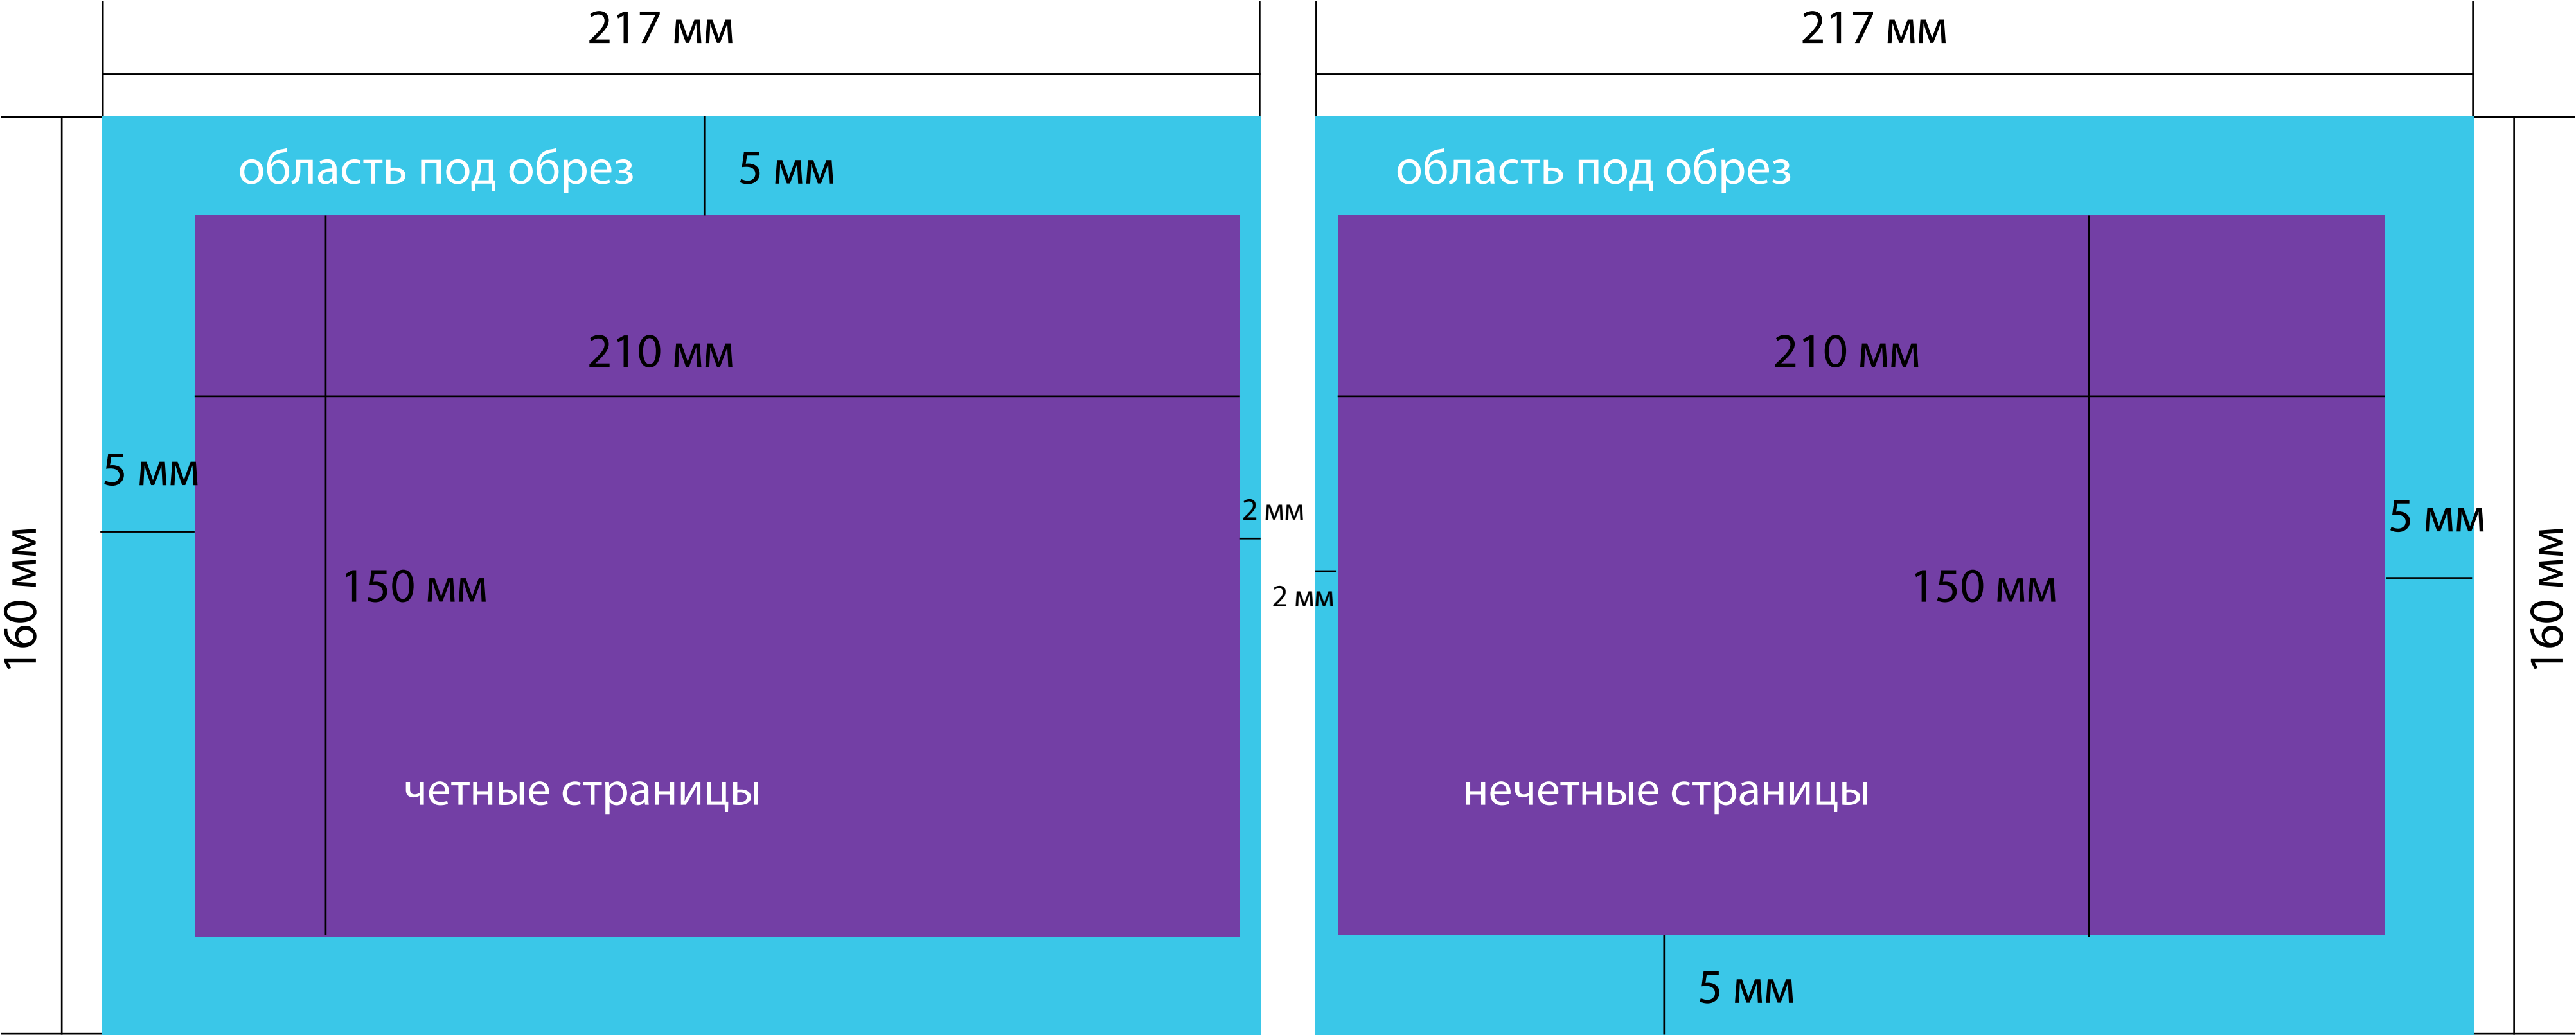 217 мм
217 мм
область под обрез
5 мм
область под обрез
210 мм
210 мм
5 мм
2 мм
5 мм
160 мм
150 мм
2 мм
150 мм
160 мм
четные страницы
нечетные страницы
5 мм